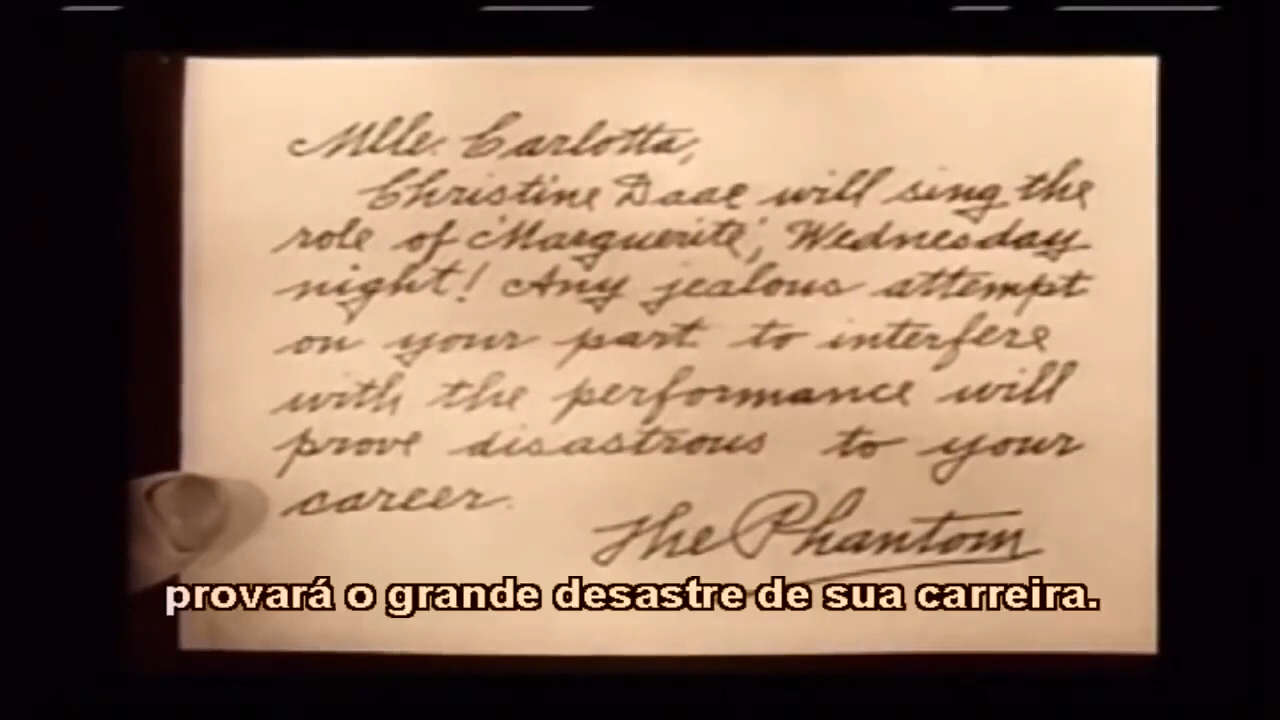 Mlle. Carlotta,
Christine Daae will sing the
role of 'Marguerite', Wednesday
night! Any jealous attempt
on your part to interfere
with the performance will
prove disastrous to your
career.
The Phantom
provará o grande desastre de sua carreira.